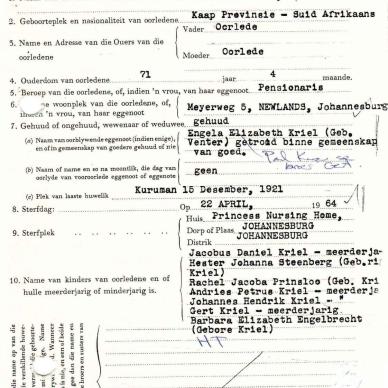 2. Geboorteplek en nasionaliteit van oorledene Kaap Provinsie - Suid Afrikaans
3. Name en Adresse van die Ouers van die oorledene
Vader Oorlede
Moeder Oorlede
4. Ouderdom van oorledene 71 jaar 4 maande.
5. Beroep van die oorledene, of, indien 'n vrou, van haar eggenoot Pensionaris
6. woonplek van die oorledene, of, 'n vrou, van haar eggenoot Meyerweg 5, NEWLANDS, Johannesburg
7. Gehud of ongehuud, wewenaar of weduwee gehuud
(a) Naam van oorblywende eggenoot (indien enige), en of in gemeenskap van goedere gehuud of nie
Engela Elizabeth Kriel (Geb. Venter) getroud binne gemeenskap van goed.
(b) Naam of name en so na moontlik, die dag van oorlyde van vooroorlede eggenoot of eggenote geen
(c) Plek van laaste huwelik Kuruman 15 Desember, 1921
8. Sterfdag: Op 22 APRIL, 1964
9. Sterfplek
Huis Princess Nursing Home,
Dorp of Plaas JOHANNESBURG
Distrik JOHANNESBURG
10. Name van kinders van oorledene en of hulle meerderjarig of minderjarig is.
Jacobus Daniel Kriel - meerderja
Hester Johanna Steenberg (Geb,
Kriel)
Rachel Jacoba Prinsloo (Geb. Kri
Andries Petrus Kriel - meerderja
Johannes Hendrik Kriel - "
Gert Kriel - meerderjarig
Barbara Elizabeth Engelbrecht
(Gebore Kriel)
HT